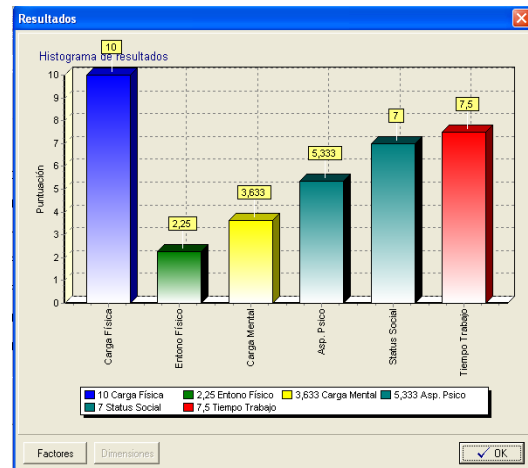 Resultados
Histograma de resultados
10
2,25
3,633
5,333
7
7,5
Puntuación
10
9
8
7
6
5
4
3
2
1
0
Carga Física
Entono Físico
Carga Mental
Asp. Psico
Status Social
Tiempo Trabajo
10 Carga Física 2,25 Entono Físico 3,633 Carga Mental 5,333 Asp. Psico
7 Status Social 7,5 Tiempo Trabajo
Factores Dimensiones OK